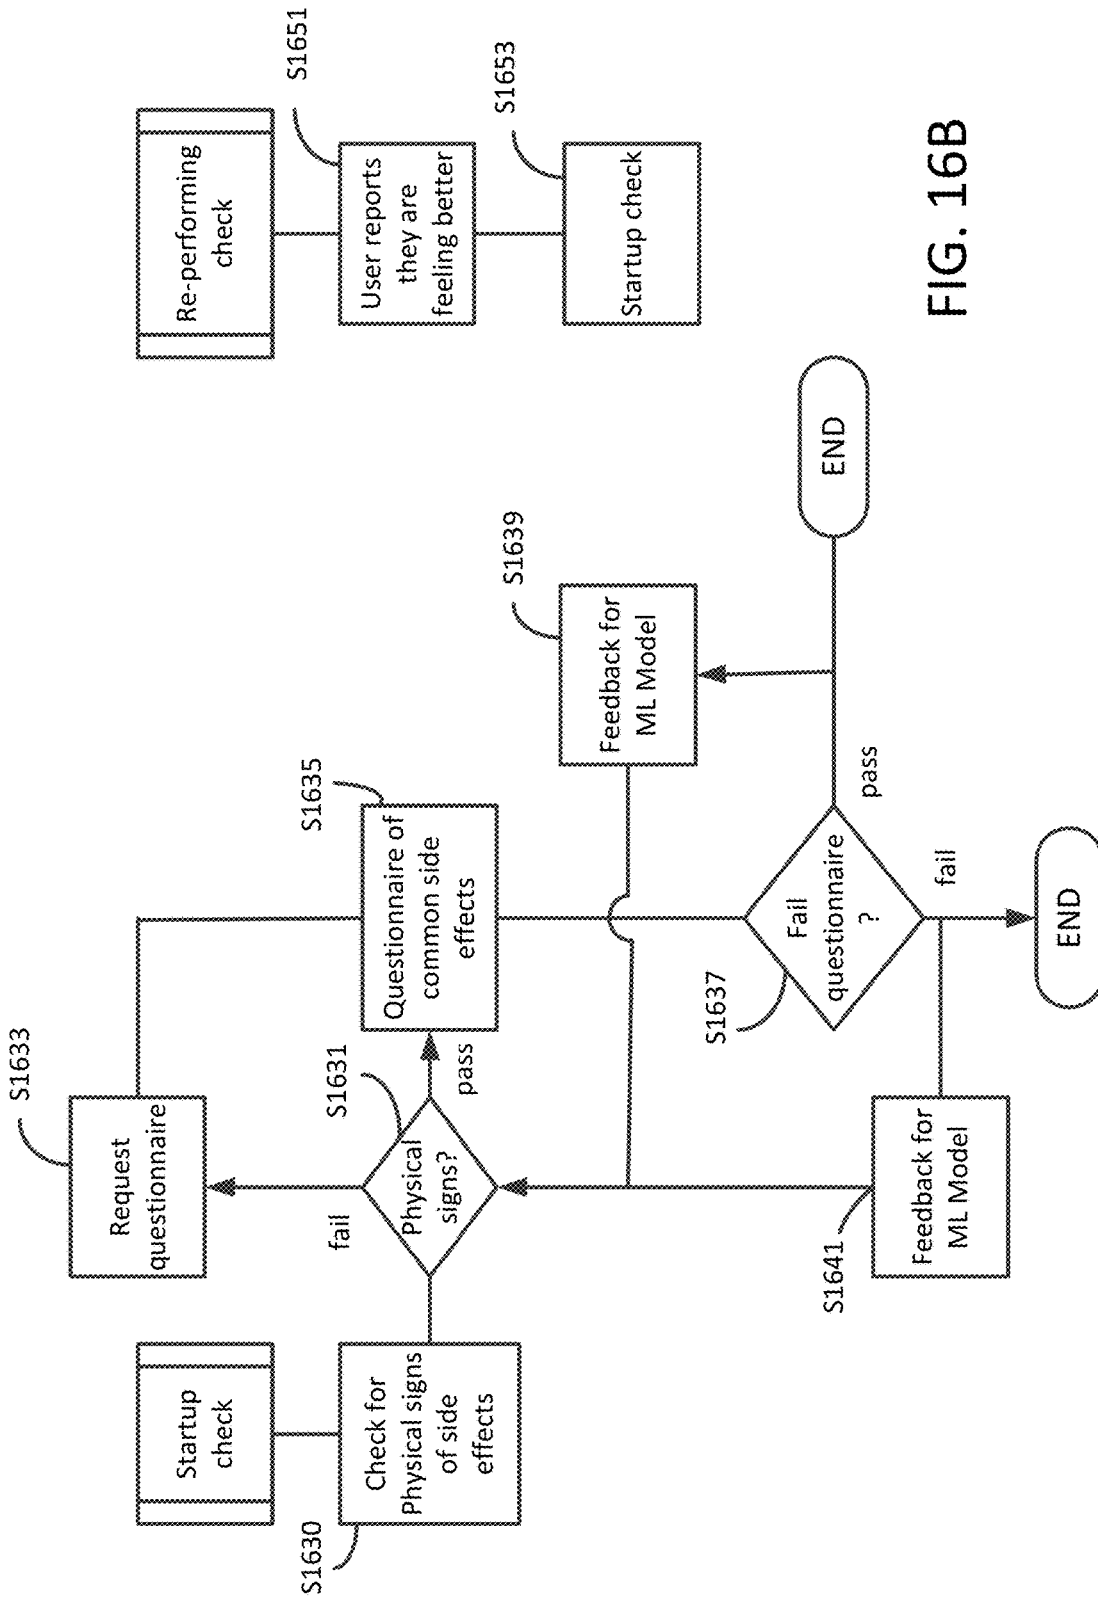 Startup
check
S1630
Check for
Physical signs
of side
effects
Physical
signs?
S1631
fail
pass
Request
questionnaire
S1633
Questionnaire of
common side
effects
S1635
Fail
questionnaire
?
S1637
pass
fail
Feedback for
ML Model
S1639
Feedback for
ML Model
S1641
END
END
Re-performing
check
User reports
they are
feeling better
S1651
Startup check
S1653
FIG. 16B